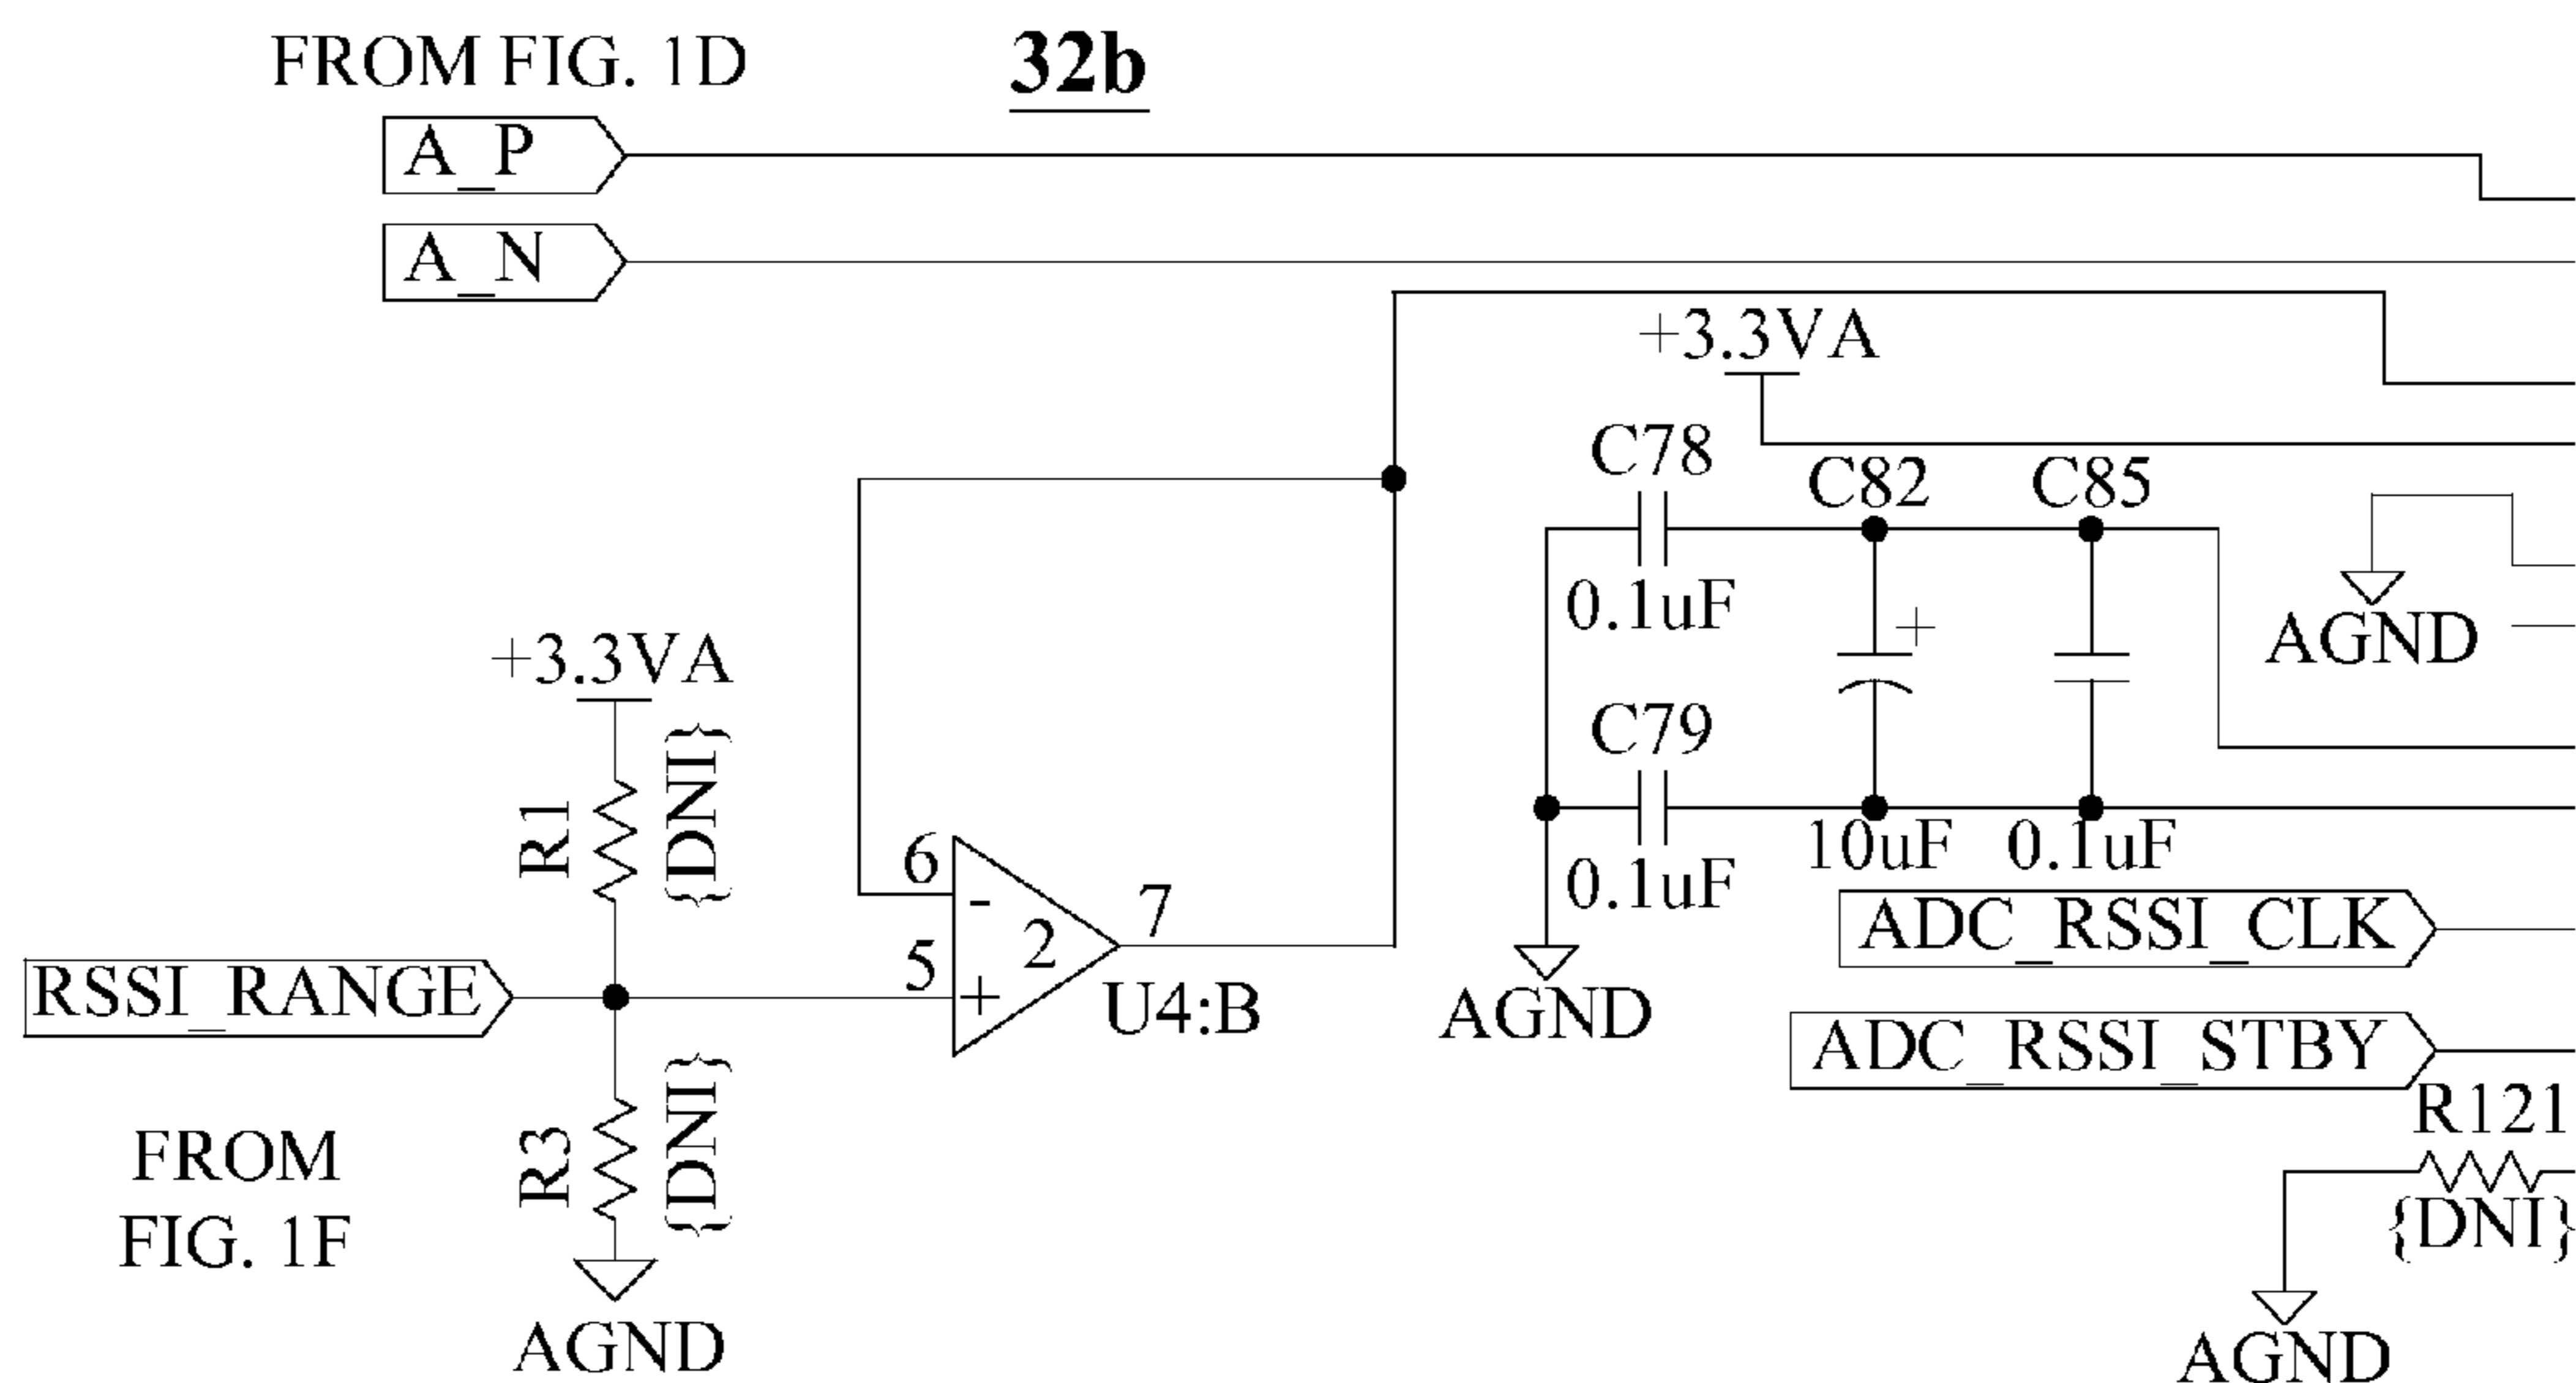 FROM FIG. 1D
32b
A_P
A_N
+3.3VA
C78
C82
C85
0.1uF
AGND
+3.3VA
C79
R1
{DNI}
10uF
0.1uF
6
-
2
7
0.1uF
5
+
U4:B
RSSI_RANGE
ADC_RSSI_CLK
AGND
ADC_RSSI_STBY
+
R3
{DNI}
R121
{DNI}
FROM
FIG. 1F
AGND
AGND